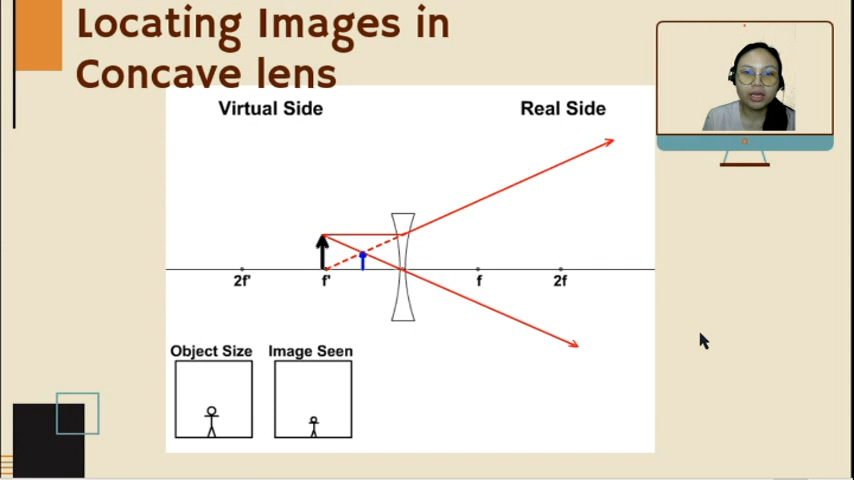 Locating Images in
Concave lens
Virtual Side
Real Side
2f'
f'
f
2f
Object Size
Image Seen